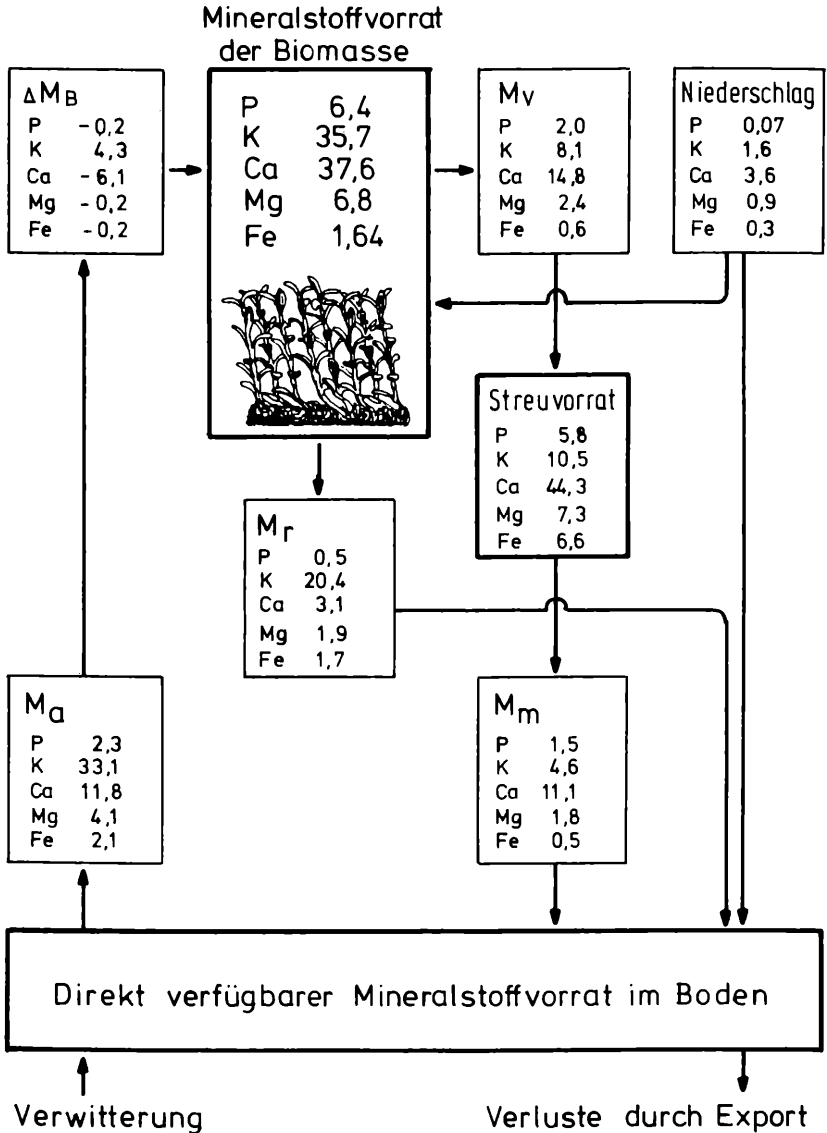 Mineralstoffvorrat
der Biomasse
ΔMB
P -0,2
K 4,3
Ca -6,1
Mg -0,2
Fe -0,2
P 6,4
K 35,7
Ca 37,6
Mg 6,8
Fe 1,64
Mv
P 2,0
K 8,1
Ca 14,8
Mg 2,4
Fe 0,6
Niederschlag
P 0,07
K 1,6
Ca 3,6
Mg 0,9
Fe 0,3
Streuvorrat
P 5,8
K 10,5
Ca 44,3
Mg 7,3
Fe 6,6
Mr
P 0,5
K 20,4
Ca 3,1
Mg 1,9
Fe 1,7
Ma
P 2,3
K 33,1
Ca 11,8
Mg 4,1
Fe 2,1
Mm
P 1,5
K 4,6
Ca 11,1
Mg 1,8
Fe 0,5
Direkt verfügbarer Mineralstoffvorrat im Boden
Verwitterung
Verluste durch Export